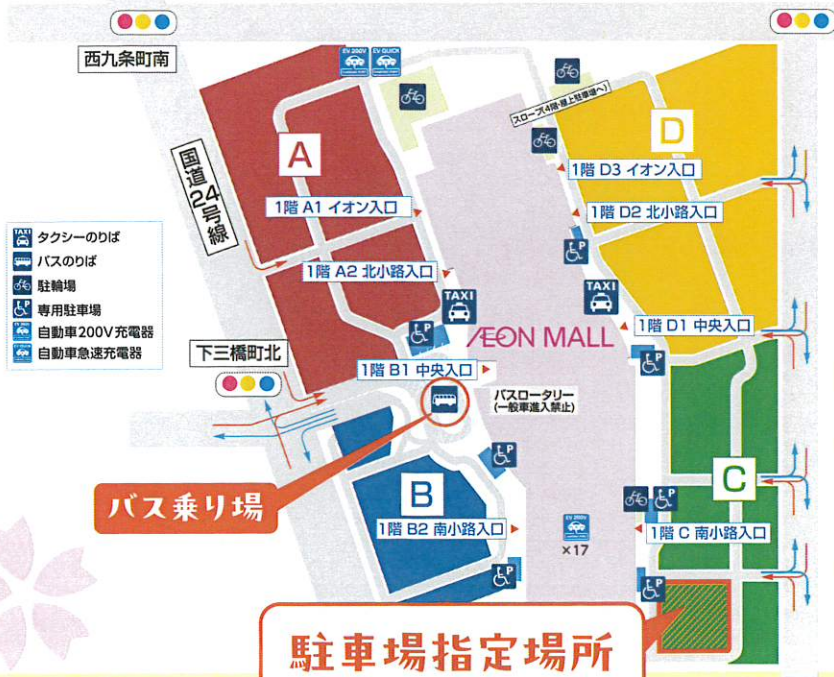 西九条町南
EV 200V
EV QUICK
スロープ(4階・屋上駐車場へ)
A
D
国道24号線
1階 D3 イオン入口
1階 A1 イオン入口
1階 D2 北小路入口
TAXI タクシーのりば
バスのりば
駐輪場
P 専用駐車場
自動車200V充電器
自動車急速充電器
1階 A2 北小路入口
P
TAXI
TAXI
P
ÆON MALL
1階 D1 中央入口
下三橋町北
1階 B1 中央入口
P
バスロータリー
(一般車進入禁止)
P
B
C
バス乗り場
1階 B2 南小路入口
EV 200V
×17
P
1階 C 南小路入口
P
P
駐車場指定場所